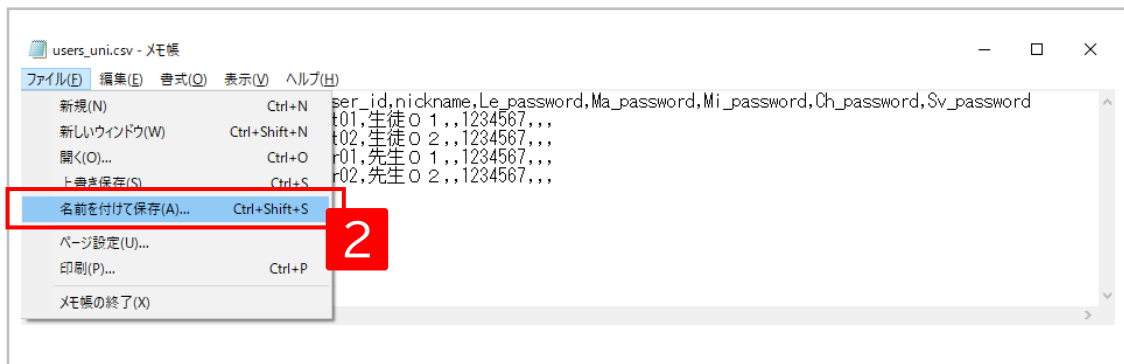 users_uni.csv - メモ帳
ファイル(F) 編集(E) 書式(O) 表示(V) ヘルプ(H)
ser_id,nickname,Le_password,Ma_password,Mi_password,Ch_password,Sv_password
t01,生徒０１,,1234567,,,
t02,生徒０２,,1234567,,,
r01,先生０１,,1234567,,,
r02,先生０２,,1234567,,,
新規(N) Ctrl+N
新しいウィンドウ(W) Ctrl+Shift+N
開く(O)... Ctrl+O
上書き保存(S) Ctrl+S
名前を付けて保存(A)... Ctrl+Shift+S
2
ページ設定(U)...
印刷(P)... Ctrl+P
メモ帳の終了(X)